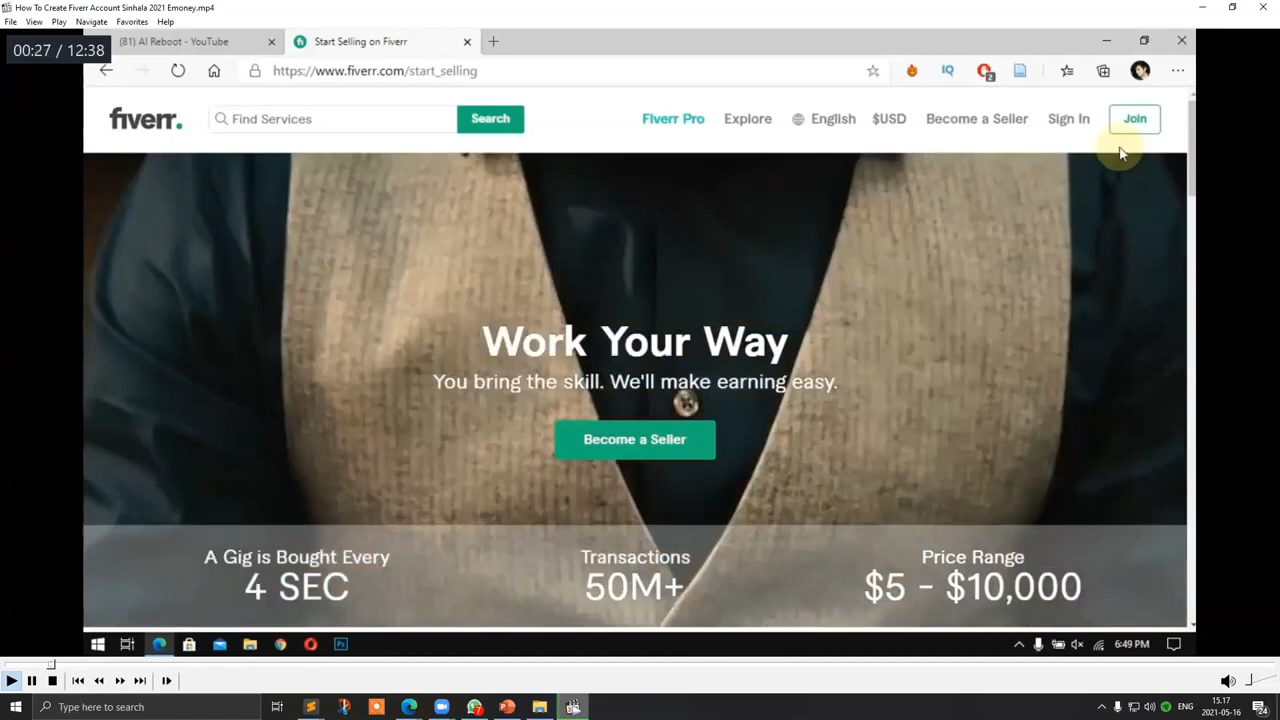 How To Create Fiverr Account Sinhala 2021 Emoney.mp4
File View Play Navigate Favorites Help
00:27 / 12:38
(81) AI Reboot - YouTube
Start Selling on Fiverr
https://www.fiverr.com/start_selling
IQ
2
fiverr.
Find Services
Search
Fiverr Pro
Explore
English
$USD
Become a Seller
Sign In
Join
Work Your Way
You bring the skill. We'll make earning easy.
Become a Seller
A Gig is Bought Every
4 SEC
Transactions
50M+
Price Range
$5 - $10,000
Ps
6:49 PM
Type here to search
ENG
15.17
2021-05-16
24